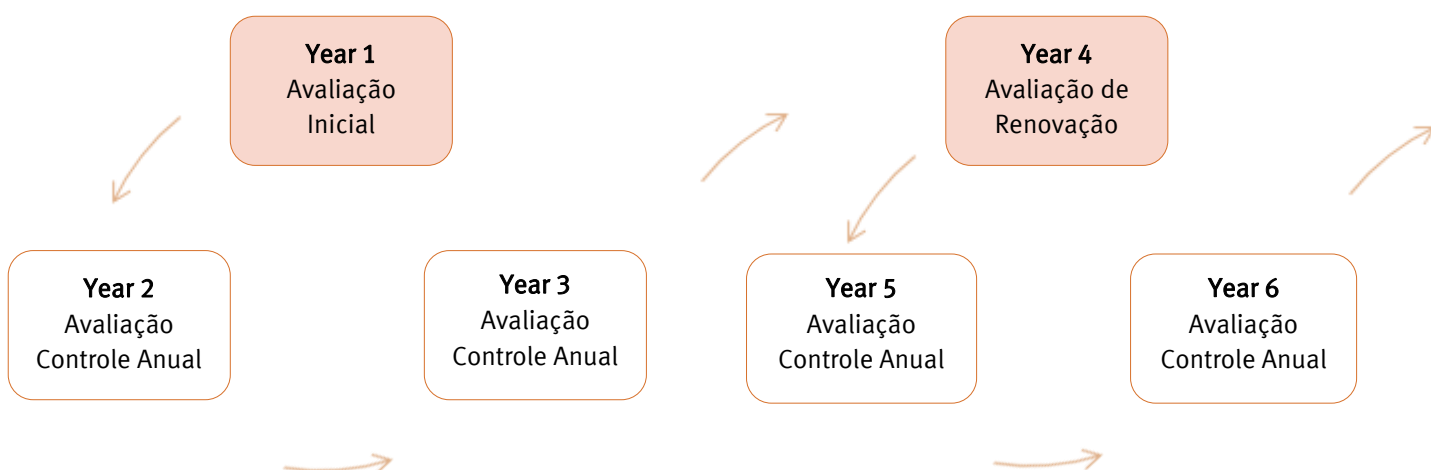 Year 1
Avaliação
Inicial
Year 4
Avaliação de
Renovação
Year 2
Avaliação
Controle Anual
Year 3
Avaliação
Controle Anual
Year 5
Avaliação
Controle Anual
Year 6
Avaliação
Controle Anual